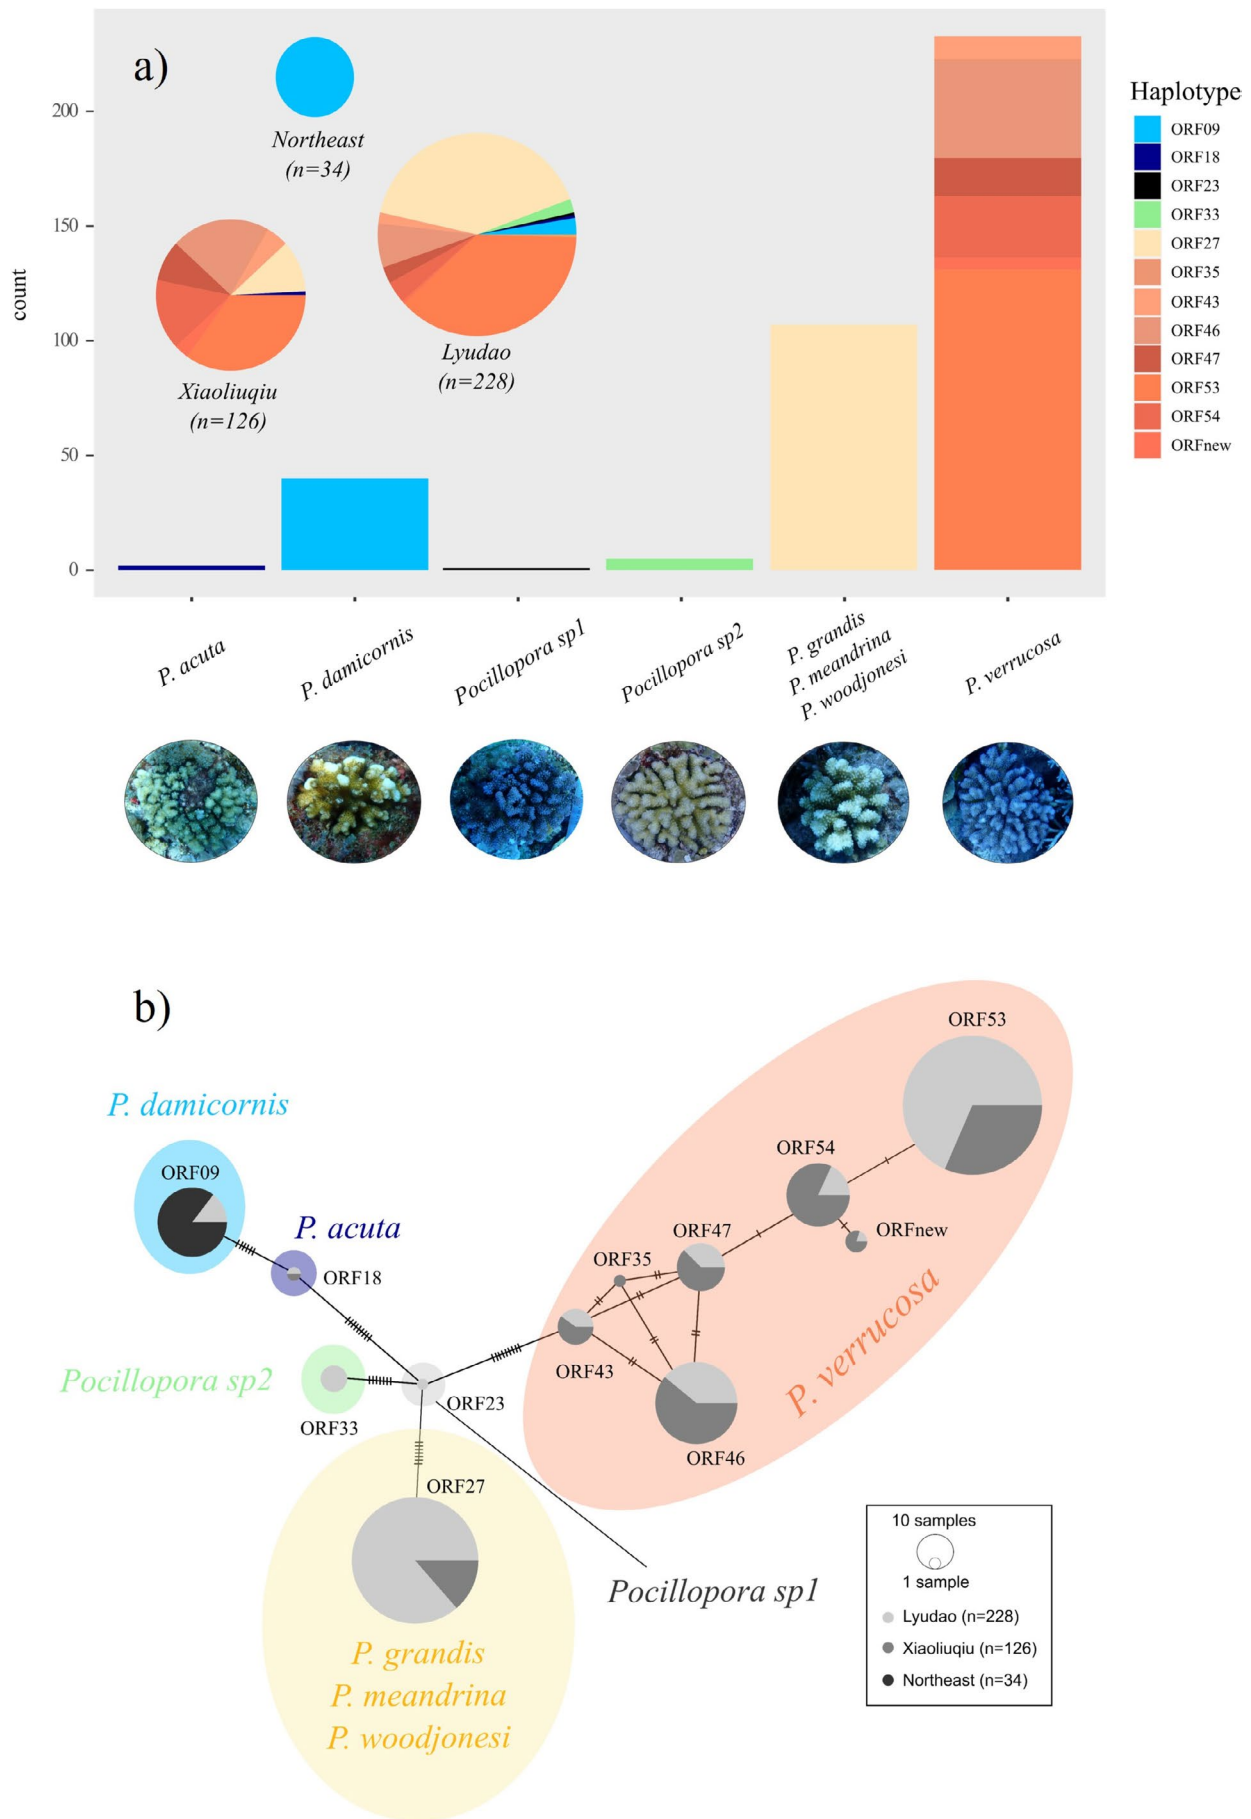 a)
Northeast
(n=34)
Xiaoliuqiu
(n=126)
Lyudao
(n=228)
count
200
150
100
50
0
P. acuta
P. damicornis
Pocillopora sp1
Pocillopora sp2
P. grandis
P. meandrina
P. woodjonesi
P. verrucosa
Haplotype
ORF09
ORF18
ORF23
ORF33
ORF27
ORF35
ORF43
ORF46
ORF47
ORF53
ORF54
ORFnew
b)
P. damicornis
ORF09
P. acuta
ORF18
Pocillopora sp2
ORF33
ORF23
ORF27
P. grandis
P. meandrina
P. woodjonesi
Pocillopora sp1
ORF53
ORF54
ORFnew
ORF47
ORF35
ORF43
ORF46
P. verrucosa
10 samples
1 sample
Lyudao (n=228)
Xiaoliuqiu (n=126)
Northeast (n=34)